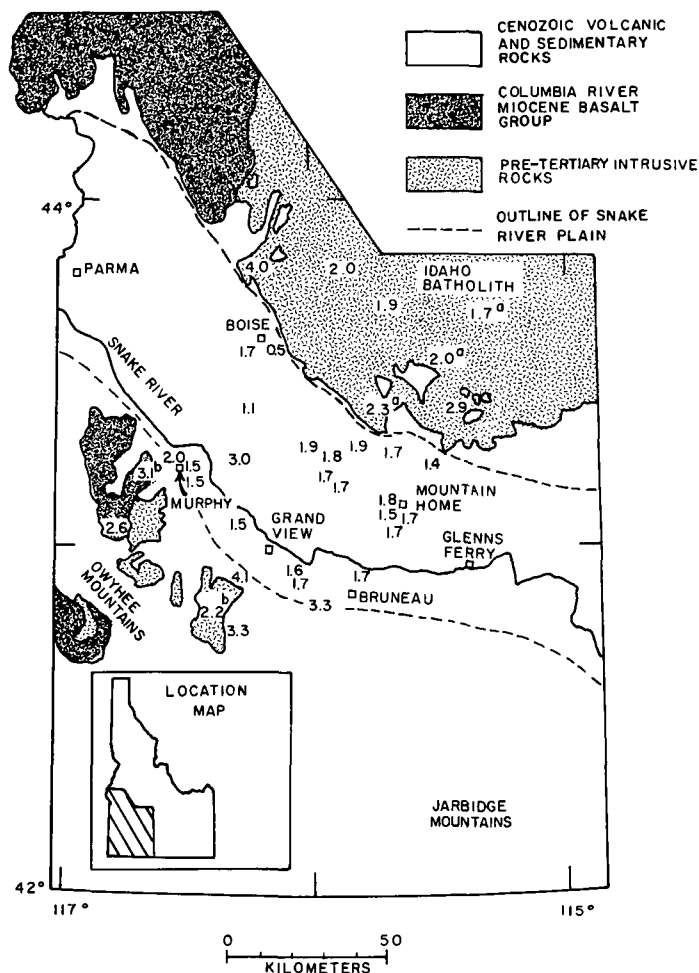 CENOZOIC VOLCANIC
AND SEDIMENTARY
ROCKS
COLUMBIA RIVER
MIOCENE BASALT
GROUP
PRE-TERTIARY INTRUSIVE
ROCKS
OUTLINE OF SNAKE
RIVER PLAIN
44°
PARMA
4.0
2.0
IDAHO
BATHOLITH
1.9
1.7ᵃ
BOISE
1.7 0.5
2.0ᵃ
SNAKE RIVER
2.3ᵃ
2.9
1.1
1.9 1.8 1.9 1.7
1.4
3.0
2.0
3.1ᵇ
1.5
1.5
1.7
1.7
MURPHY
1.8
MOUNTAIN
HOME
1.5 1.7
1.7
2.6
1.5
GRAND
VIEW
GLENNS
FERRY
OWYHEE
MOUNTAINS
4.1
1.6
1.7
1.7
BRUNEAU
b
2.2
3.3
3.3
LOCATION
MAP
JARBIDGE
MOUNTAINS
42°
117°
115°
0 50
KILOMETERS